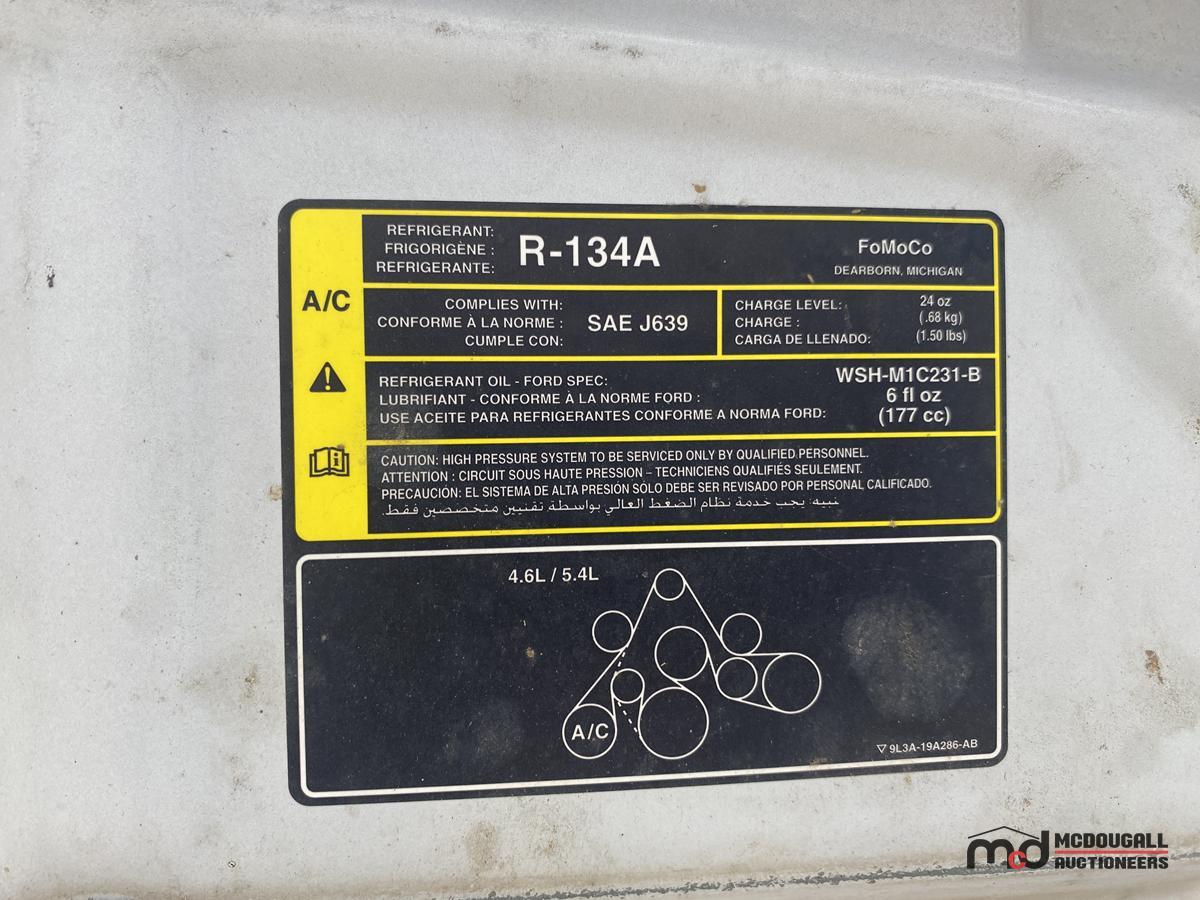 REFRIGERANT:
FRIGORIGÈNE :
REFRIGERANTE:
R-134A
FoMoCo
DEARBORN, MICHIGAN
A/C
COMPLIES WITH:
CONFORME À LA NORME :
CUMPLE CON:
SAE J639
CHARGE LEVEL:
CHARGE :
CARGA DE LLENADO:
24 oz
(.68 kg)
(1.50 lbs)
REFRIGERANT OIL - FORD SPEC:
LUBRIFIANT - CONFORME À LA NORME FORD :
USE ACEITE PARA REFRIGERANTES CONFORME A NORMA FORD:
WSH-M1C231-B
6 fl oz
(177 cc)
CAUTION: HIGH PRESSURE SYSTEM TO BE SERVICED ONLY BY QUALIFIED PERSONNEL.
ATTENTION : CIRCUIT SOUS HAUTE PRESSION – TECHNICIENS QUALIFIÉS SEULEMENT.
PRECAUCIÓN: EL SISTEMA DE ALTA PRESIÓN SÓLO DEBE SER REVISADO POR PERSONAL CALIFICADO.
نبيه: يجب خدمة نظام الضغط العالي بواسطة تقنيين متخصصين فقط.
4.6L / 5.4L
A/C
9L3A-19A286-AB
mcd MCDOUGALL
AUCTIONEERS